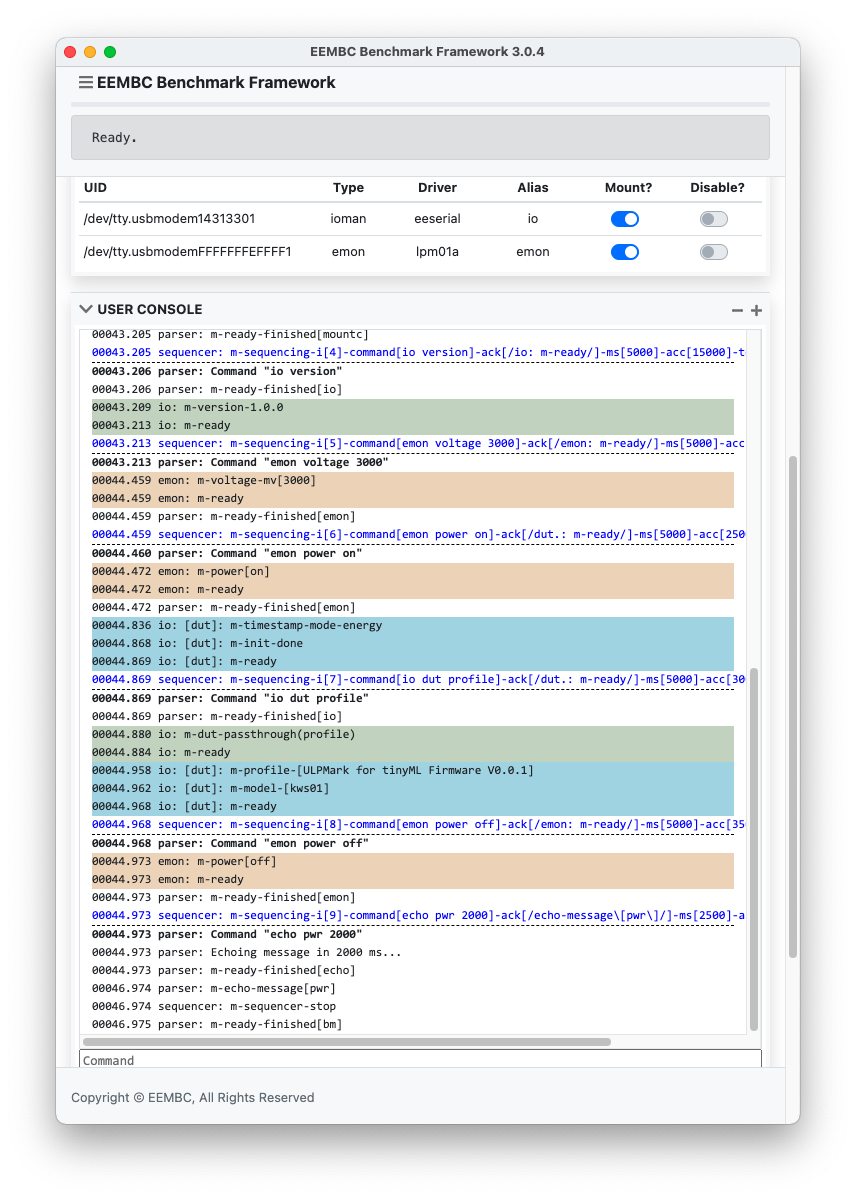 EEMBC Benchmark Framework 3.0.4
EEMBC Benchmark Framework
Ready.
UID Type Driver Alias Mount? Disable?
/dev/tty.usbmodem14313301 ioman eeserial io
/dev/tty.usbmodemFFFFFFFEFFFF1 emon lpm01a emon
USER CONSOLE
00043.205 parser: m-ready-finished[mountc]
00043.205 sequencer: m-sequencing-i[4]-command[io version]-ack[/io: m-ready/]-ms[5000]-acc[15000]-t
00043.206 parser: Command "io version"
00043.206 parser: m-ready-finished[io]
00043.209 io: m-version-1.0.0
00043.213 io: m-ready
00043.213 sequencer: m-sequencing-i[5]-command[emon voltage 3000]-ack[/emon: m-ready/]-ms[5000]-acc
00043.213 parser: Command "emon voltage 3000"
00044.459 emon: m-voltage-mv[3000]
00044.459 emon: m-ready
00044.459 parser: m-ready-finished[emon]
00044.459 sequencer: m-sequencing-i[6]-command[emon power on]-ack[/dut.: m-ready/]-ms[5000]-acc[250
00044.460 parser: Command "emon power on"
00044.472 emon: m-power[on]
00044.472 emon: m-ready
00044.472 parser: m-ready-finished[emon]
00044.836 io: [dut]: m-timestamp-mode-energy
00044.868 io: [dut]: m-init-done
00044.869 io: [dut]: m-ready
00044.869 sequencer: m-sequencing-i[7]-command[io dut profile]-ack[/dut.: m-ready/]-ms[5000]-acc[30
00044.869 parser: Command "io dut profile"
00044.869 parser: m-ready-finished[io]
00044.880 io: m-dut-passthrough(profile)
00044.884 io: m-ready
00044.958 io: [dut]: m-profile-[ULPMark for tinyML Firmware V0.0.1]
00044.962 io: [dut]: m-model-[kws01]
00044.968 io: [dut]: m-ready
00044.968 sequencer: m-sequencing-i[8]-command[emon power off]-ack[/emon: m-ready/]-ms[5000]-acc[35
00044.968 parser: Command "emon power off"
00044.973 emon: m-power[off]
00044.973 emon: m-ready
00044.973 parser: m-ready-finished[emon]
00044.973 sequencer: m-sequencing-i[9]-command[echo pwr 2000]-ack[/echo-message\[pwr\]/]-ms[2500]-a
00044.973 parser: Command "echo pwr 2000"
00044.973 parser: Echoing message in 2000 ms...
00044.973 parser: m-ready-finished[echo]
00046.974 parser: m-echo-message[pwr]
00046.974 sequencer: m-sequencer-stop
00046.975 parser: m-ready-finished[bm]
Command
Copyright © EEMBC, All Rights Reserved